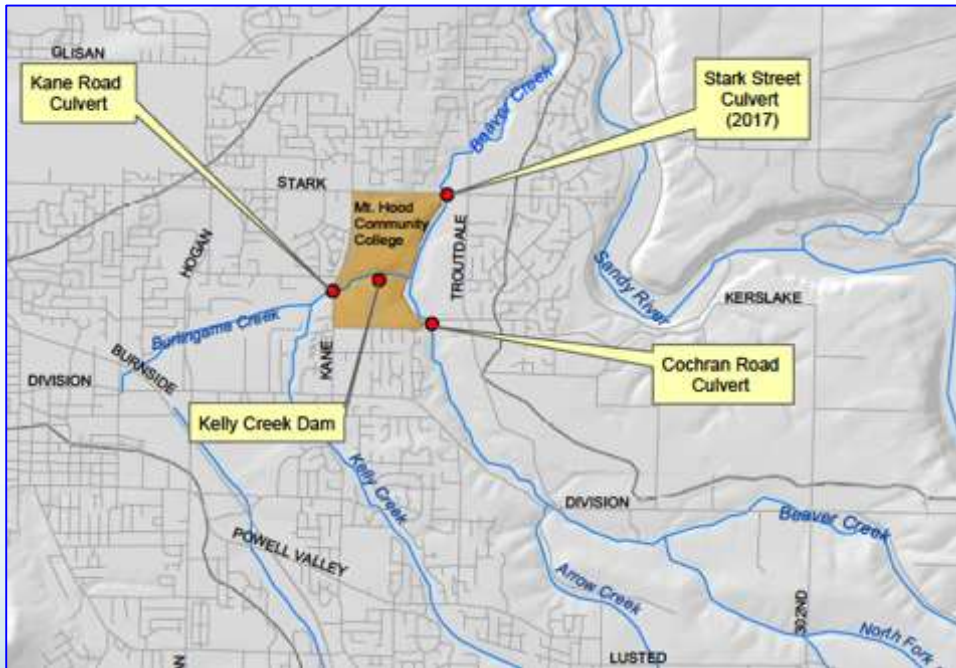 GLISAN
Kane Road
Culvert
Beaver Creek
Stark Street
Culvert
(2017)
STARK
Mt. Hood
Community
College
HOGAN
TROUTDALE
Sandy River
KERSLAKE
Burlingame Creek
KANE
BURNSIDE
DIVISION
Cochran Road
Culvert
Kelly Creek Dam
Kelly Creek
DIVISION
Beaver Creek
POWELL VALLEY
Arrow Creek
302ND
North Fork
LUSTED